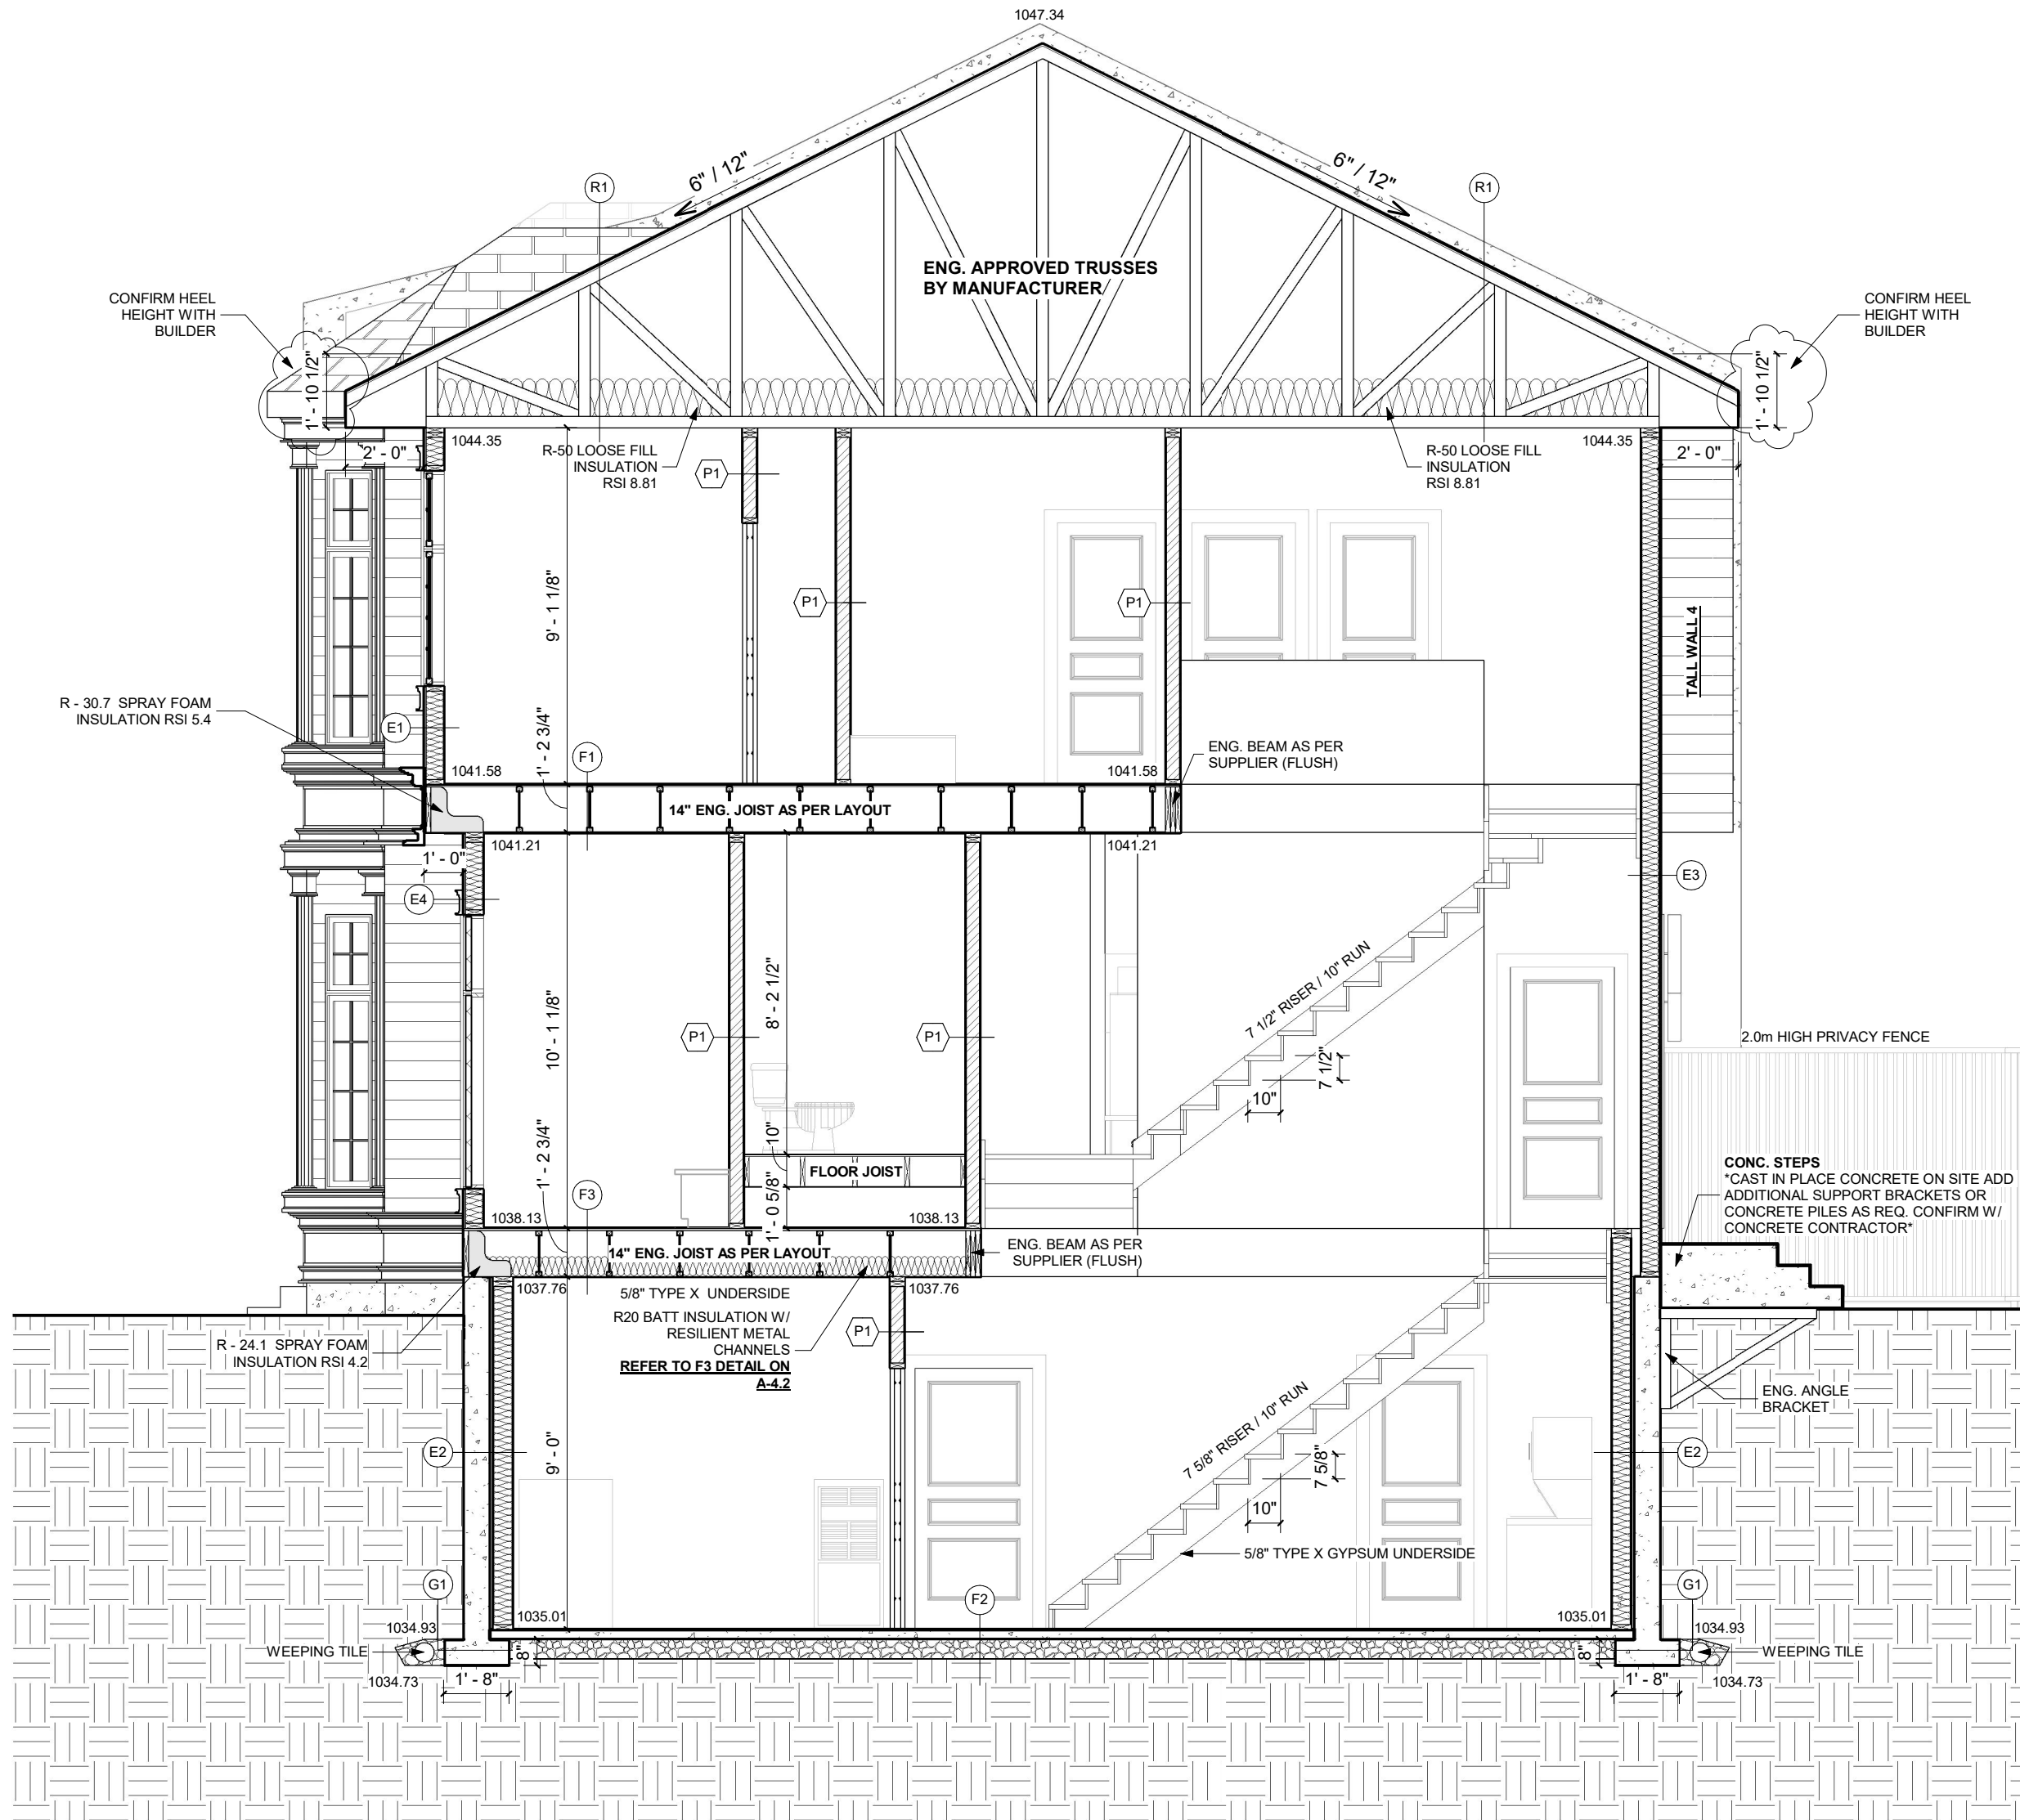 1047.34
6" / 12"
6" / 12"
R1
R1
ENG. APPROVED TRUSSES
BY MANUFACTURER
CONFIRM HEEL
HEIGHT WITH
BUILDER
CONFIRM HEEL
HEIGHT WITH
BUILDER
1' - 10 1/2"
1' - 10 1/2"
2' - 0"
1044.35
R-50 LOOSE FILL
INSULATION
RSI 8.81
P1
R-50 LOOSE FILL
INSULATION
RSI 8.81
1044.35
2' - 0"
9' - 1 1/8"
P1
P1
TALL WALL 4
R - 30.7 SPRAY FOAM
INSULATION RSI 5.4
E1
1' - 2 3/4"
F1
ENG. BEAM AS PER
SUPPLIER (FLUSH)
1041.58
1041.58
14" ENG. JOIST AS PER LAYOUT
1041.21
1041.21
1' - 0"
E4
E3
8' - 2 1/2"
10' - 1 1/8"
7 1/2" RISER / 10" RUN
P1
P1
7 1/2"
10"
2.0m HIGH PRIVACY FENCE
1' - 2 3/4"
10"
FLOOR JOIST
F3
1' - 0 5/8"
CONC. STEPS
*CAST IN PLACE CONCRETE ON SITE ADD
ADDITIONAL SUPPORT BRACKETS OR
CONCRETE PILES AS REQ. CONFIRM W/
CONCRETE CONTRACTOR*
1038.13
1038.13
14" ENG. JOIST AS PER LAYOUT
ENG. BEAM AS PER
SUPPLIER (FLUSH)
1037.76
1037.76
5/8" TYPE X UNDERSIDE
R20 BATT INSULATION W/
RESILIENT METAL
CHANNELS
REFER TO F3 DETAIL ON
A-4.2
P1
R - 24.1 SPRAY FOAM
INSULATION RSI 4.2
ENG. ANGLE
BRACKET
7 5/8" RISER / 10" RUN
E2
9' - 0"
7 5/8"
10"
E2
5/8" TYPE X GYPSUM UNDERSIDE
G1
F2
G1
1035.01
1035.01
1034.93
1034.93
WEEPING TILE
8"
8"
WEEPING TILE
1034.73
1' - 8"
1' - 8"
1034.73